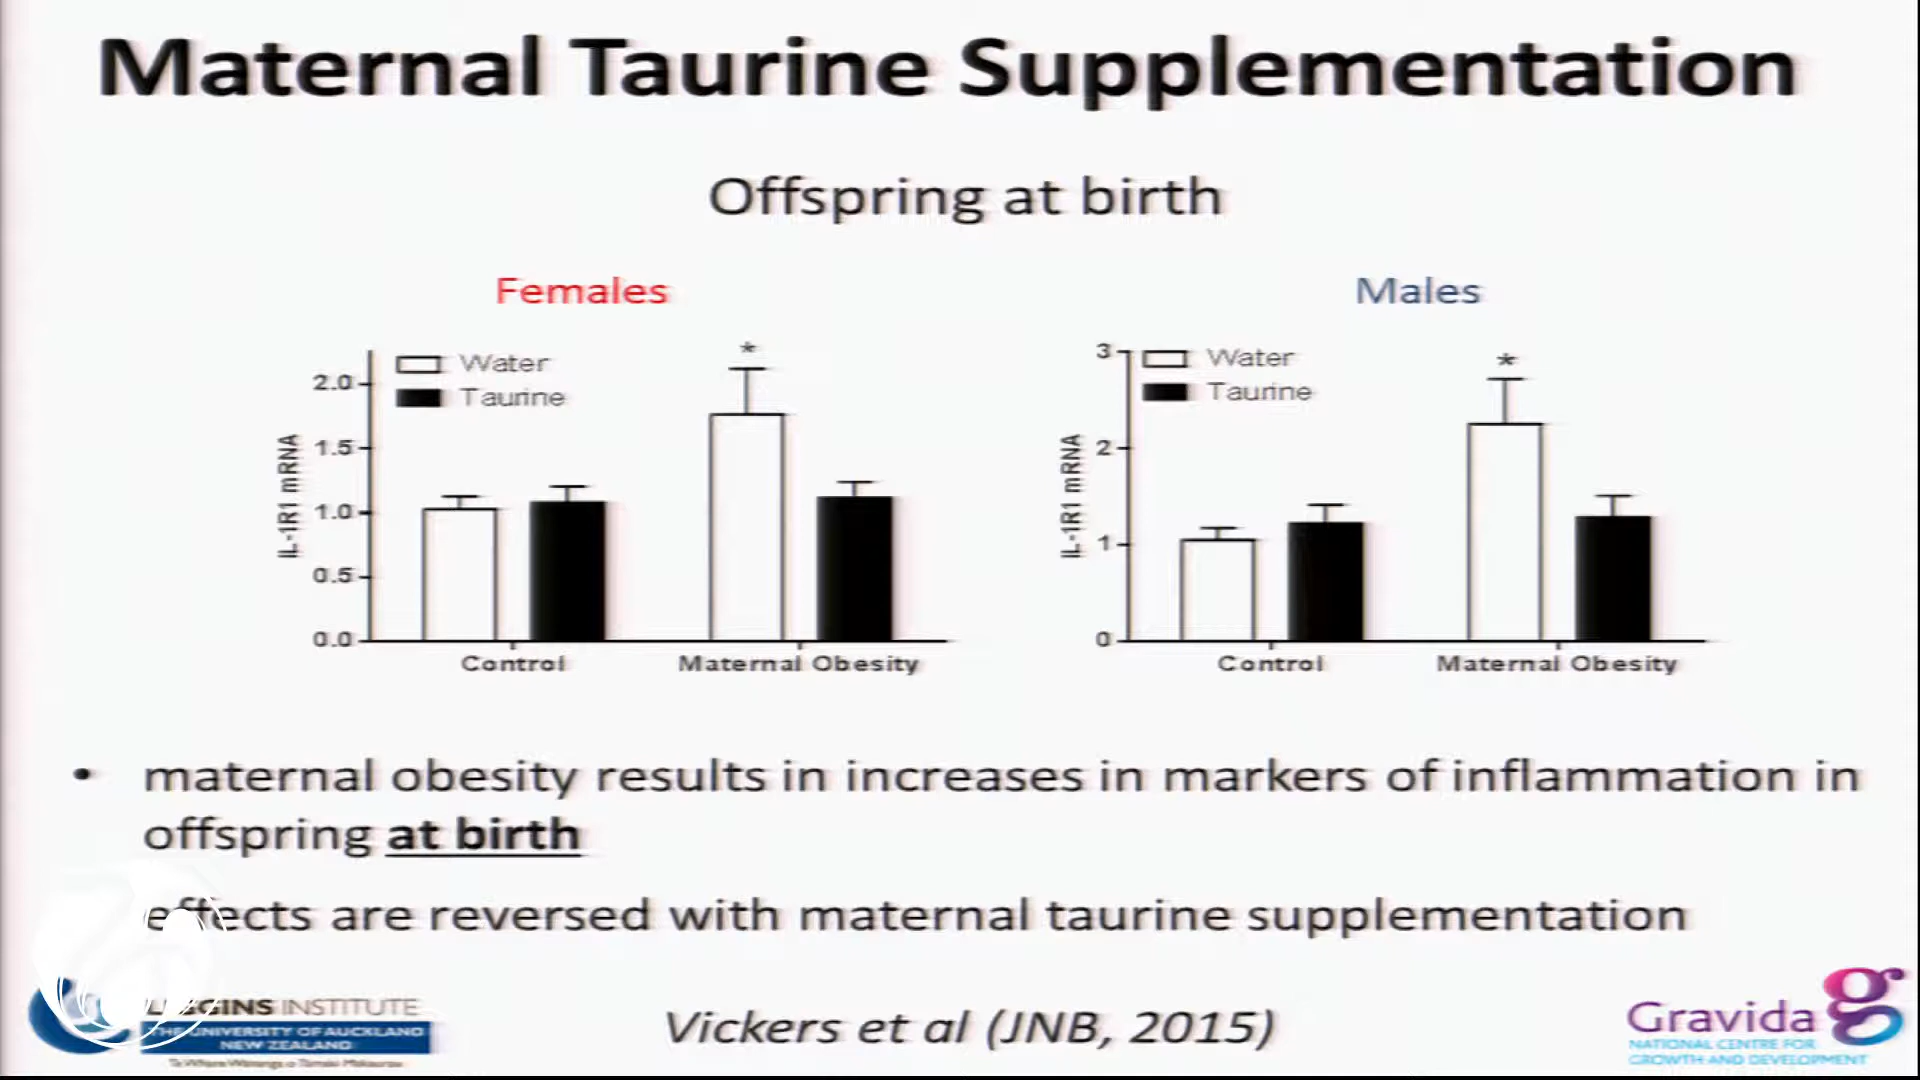 Maternal Taurine Supplementation
Offspring at birth
Females
Males
Water
Taurine
*
2.0
1.5
1.0
0.5
0.0
IL-1R1 mRNA
Control
Maternal Obesity
Water
Taurine
*
3
2
1
0
IL-1R1 mRNA
Control
Maternal Obesity
• maternal obesity results in increases in markers of inflammation in
offspring at birth
effects are reversed with maternal taurine supplementation
INSTITUTE
THE UNIVERSITY OF AUCKLAND
NEW ZEALAND
Vickers et al (JNB, 2015)
Gravida
NATIONAL CENTRE FOR
GROWTH AND DEVELOPMENT